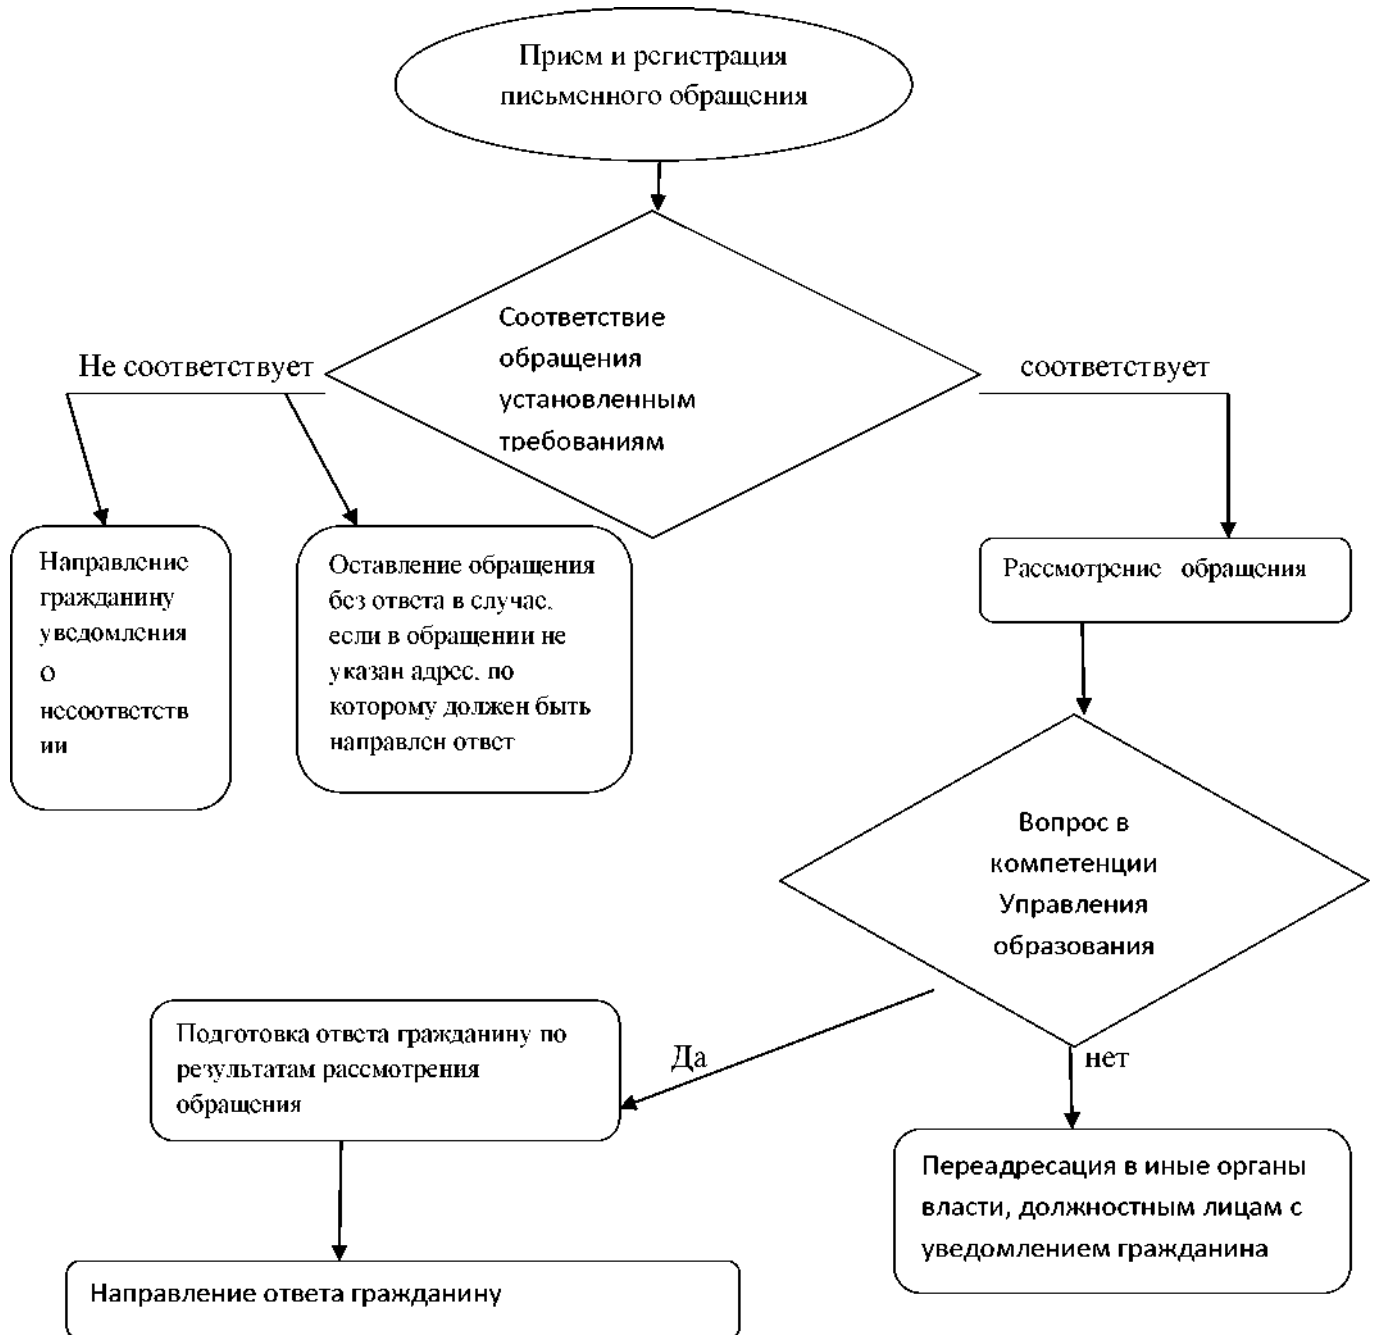 Прием и регистрация
письменного обращения
Соответствие
обращения
установленным
требованиям
Не соответствует
соответствует
Направление
гражданину
уведомления
о
несоответств
ии
Оставление обращения
без ответа в случае,
если в обращении не
указан адрес, по
которому должен быть
направлен ответ
Рассмотрение обращения
Вопрос в
компетенции
Управления
образования
Да
нет
Подготовка ответа гражданину по
результатам рассмотрения
обращения
Переадресация в иные органы
власти, должностным лицам с
уведомлением гражданина
Направление ответа гражданину